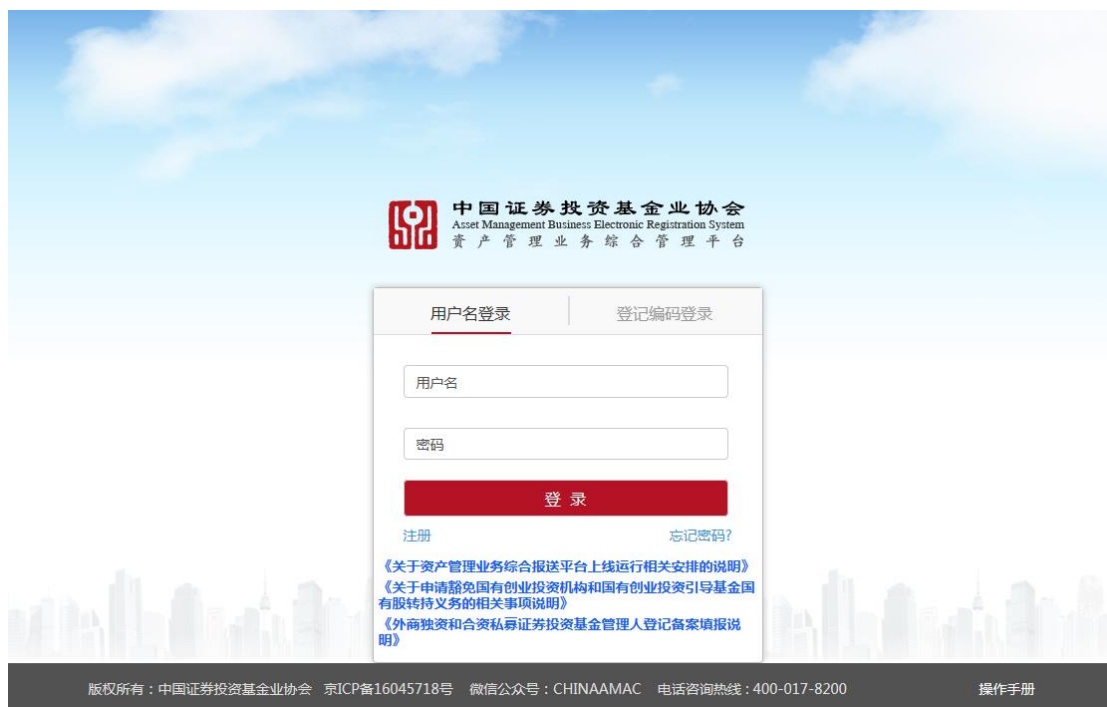 中国证券投资基金业协会
Asset Management Business Electronic Registration System
资产管理业务综合管理平台
用户名登录
登记编码登录
用户名
密码
登 录
注册
忘记密码?
《关于资产管理业务综合报送平台上线运行相关安排的说明》
《关于申请豁免国有创业投资机构和国有创业投资引导基金国
有股转持义务的相关事项说明》
《外商独资和合资私募证券投资基金管理人登记备案填报说
明》
版权所有：中国证券投资基金业协会 京ICP备16045718号 微信公众号：CHINAAMAC 电话咨询热线：400-017-8200 操作手册